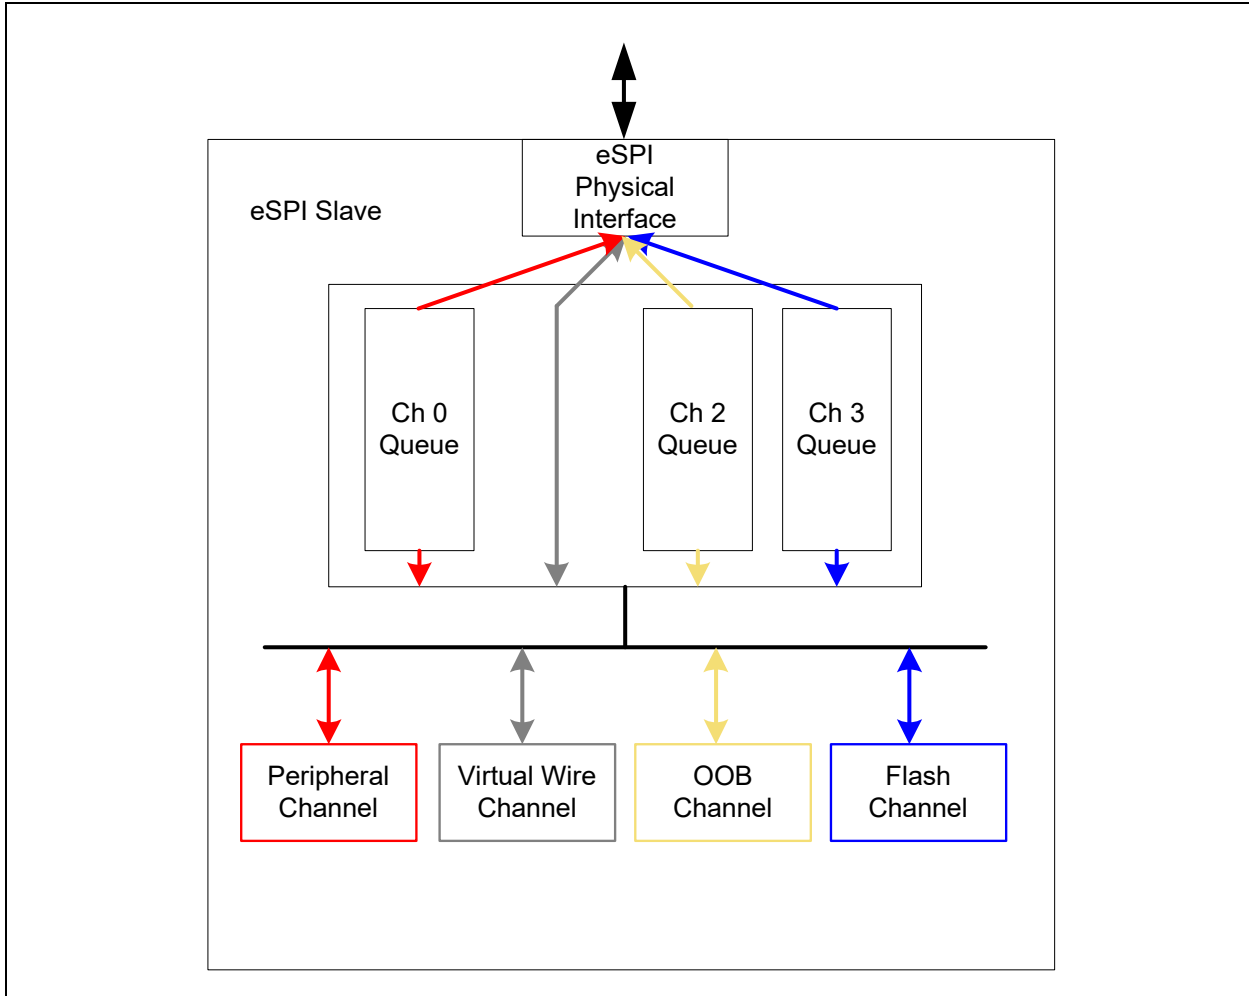 eSPI
Physical
Interface
eSPI Slave
Ch 0
Queue
Ch 2
Queue
Ch 3
Queue
Peripheral
Channel
Virtual Wire
Channel
OOB
Channel
Flash
Channel